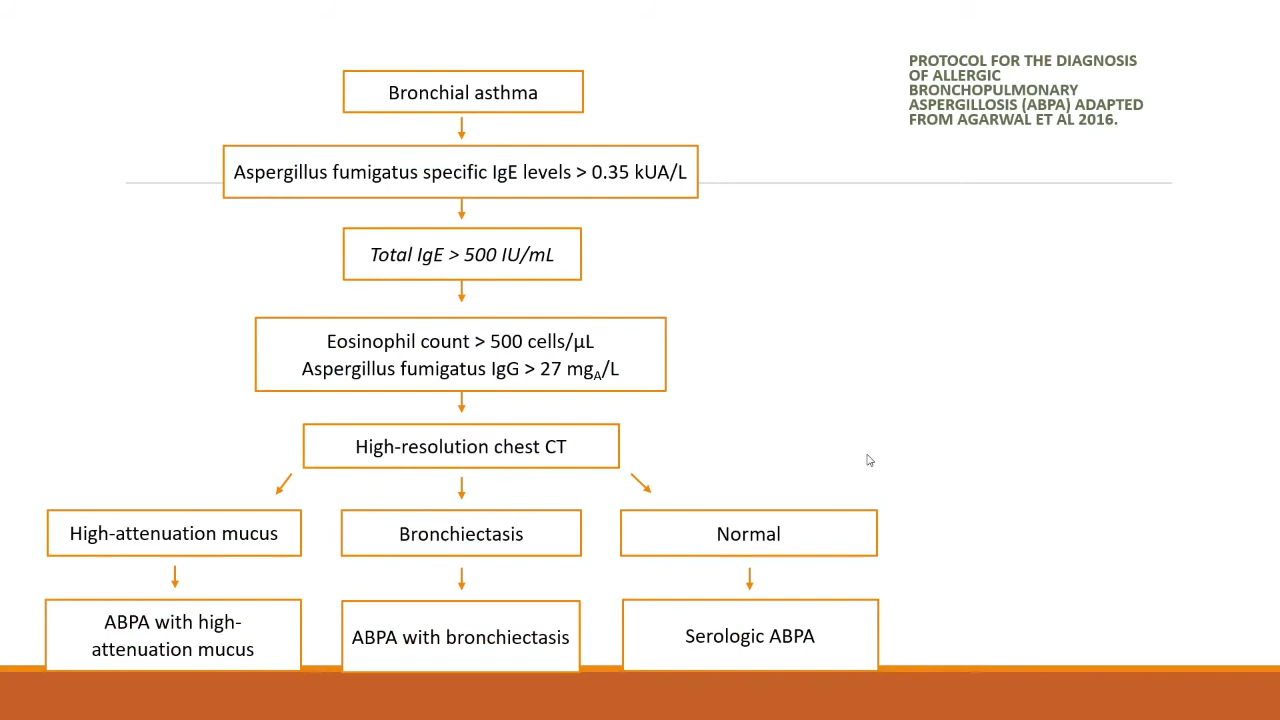 PROTOCOL FOR THE DIAGNOSIS
OF ALLERGIC
BRONCHOPULMONARY
ASPERGILLOSIS (ABPA) ADAPTED
FROM AGARWAL ET AL 2016.
Bronchial asthma
Aspergillus fumigatus specific IgE levels > 0.35 kUA/L
Total IgE > 500 IU/mL
Eosinophil count > 500 cells/µL
Aspergillus fumigatus IgG > 27 mgA/L
High-resolution chest CT
High-attenuation mucus
Bronchiectasis
Normal
ABPA with high-
attenuation mucus
ABPA with bronchiectasis
Serologic ABPA